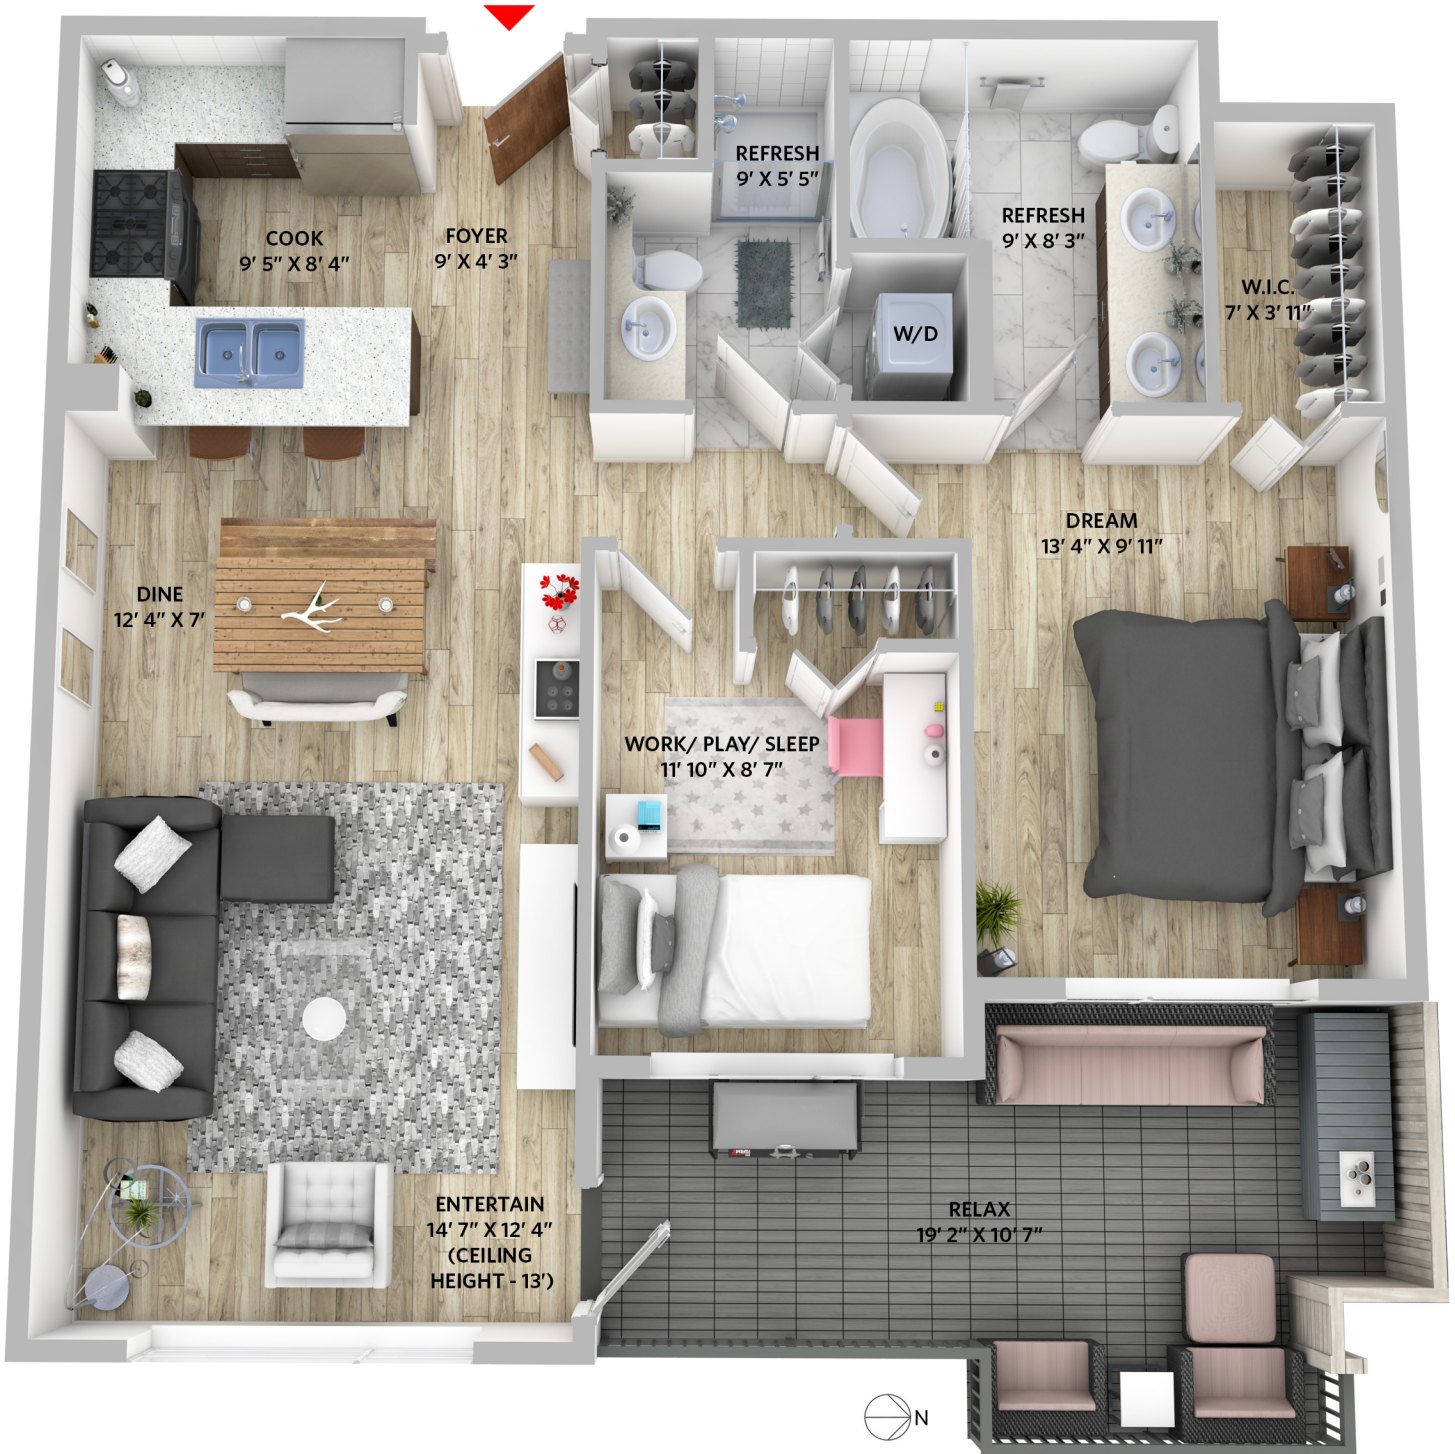 REFRESH
9' X 5' 5"
REFRESH
9' X 8' 3"
COOK
9' 5" X 8' 4"
FOYER
9' X 4' 3"
W.I.C.
7' X 3' 11"
W/D
DREAM
13' 4" X 9' 11"
DINE
12' 4" X 7'
WORK/ PLAY/ SLEEP
11' 10" X 8' 7"
ENTERTAIN
14' 7" X 12' 4"
(CEILING
HEIGHT - 13')
RELAX
19' 2" X 10' 7"
N